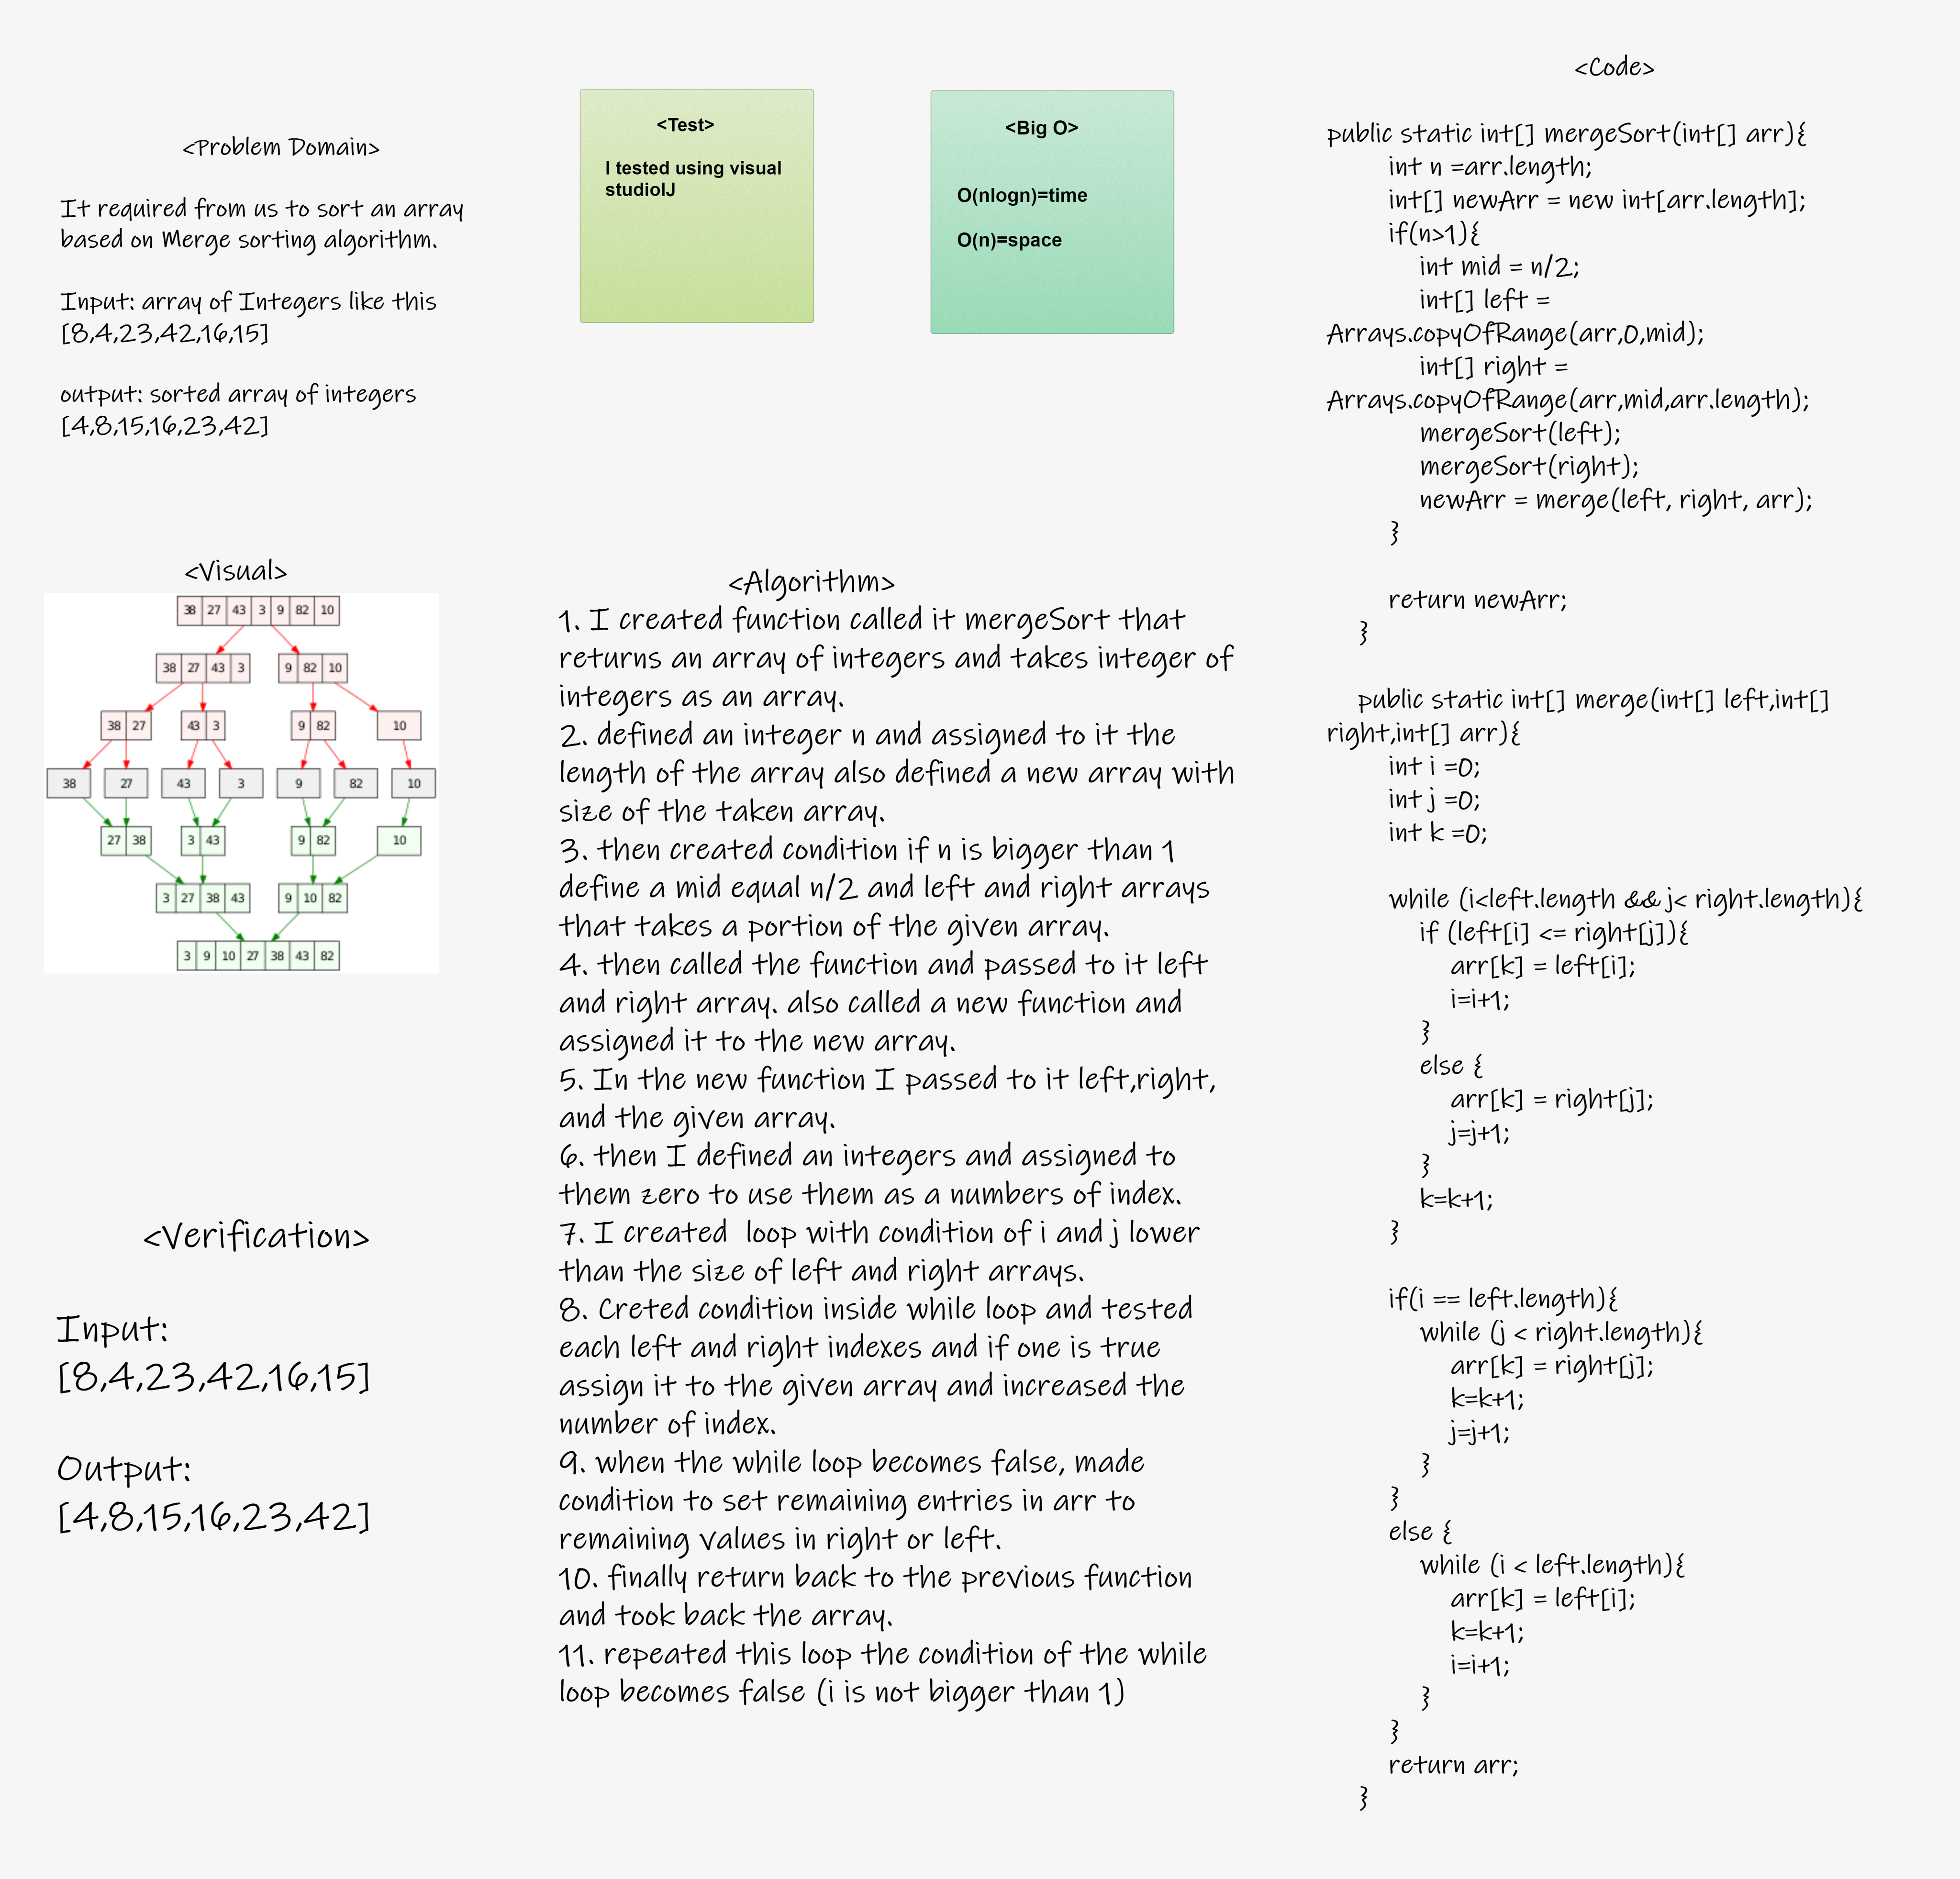 <Problem Domain>
It required from us to sort an array
based on Merge sorting algorithm.
Input: array of Integers like this
[8,4,23,42,16,15]
output: sorted array of integers
[4,8,15,16,23,42]
<Test>
I tested using visual
studioIJ
<Big O>
O(nlogn)=time
O(n)=space
<Visual>
38 27 43 3 9 82 10
38 27 43 3 9 82 10
38 27 43 3 9 82 10
38 27 43 3 9 82 10
27 38 3 43 9 82 10
3 27 38 43 9 10 82
3 9 10 27 38 43 82
<Verification>
Input:
[8,4,23,42,16,15]
Output:
[4,8,15,16,23,42]
<Algorithm>
1. I created function called it mergeSort that
returns an array of integers and takes integer of
integers as an array.
2. defined an integer n and assigned to it the
length of the array also defined a new array with
size of the taken array.
3. then created condition if n is bigger than 1
define a mid equal n/2 and left and right arrays
that takes a portion of the given array.
4. then called the function and passed to it left
and right array. also called a new function and
assigned it to the new array.
5. In the new function I passed to it left,right,
and the given array.
6. then I defined an integers and assigned to
them zero to use them as a numbers of index.
7. I created  loop with condition of i and j lower
than the size of left and right arrays.
8. Creted condition inside while loop and tested
each left and right indexes and if one is true
assign it to the given array and increased the
number of index.
9. when the while loop becomes false, made
condition to set remaining entries in arr to
remaining values in right or left.
10. finally return back to the previous function
and took back the array.
11. repeated this loop the condition of the while
loop becomes false (i is not bigger than 1)
<Code>
public static int[] mergeSort(int[] arr){
int n =arr.length;
int[] newArr = new int[arr.length];
if(n>1){
int mid = n/2;
int[] left =
Arrays.copyOfRange(arr,0,mid);
int[] right =
Arrays.copyOfRange(arr,mid,arr.length);
mergeSort(left);
mergeSort(right);
newArr = merge(left, right, arr);
}
return newArr;
}
public static int[] merge(int[] left,int[]
right,int[] arr){
int i =0;
int j =0;
int k =0;
while (i<left.length && j< right.length){
if (left[i] <= right[j]){
arr[k] = left[i];
i=i+1;
}
else {
arr[k] = right[j];
j=j+1;
}
k=k+1;
}
if(i == left.length){
while (j < right.length){
arr[k] = right[j];
k=k+1;
j=j+1;
}
}
else {
while (i < left.length){
arr[k] = left[i];
k=k+1;
i=i+1;
}
}
return arr;
}